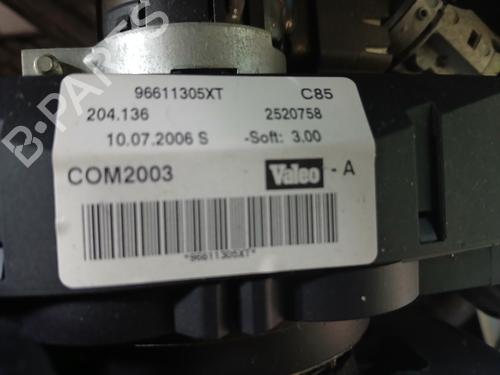 96611305XT C85
204.136 2520758
10.07.2006 S -Soft: 3.00
COM2003 Valeo - A
*96611305XT*
B-PARTS